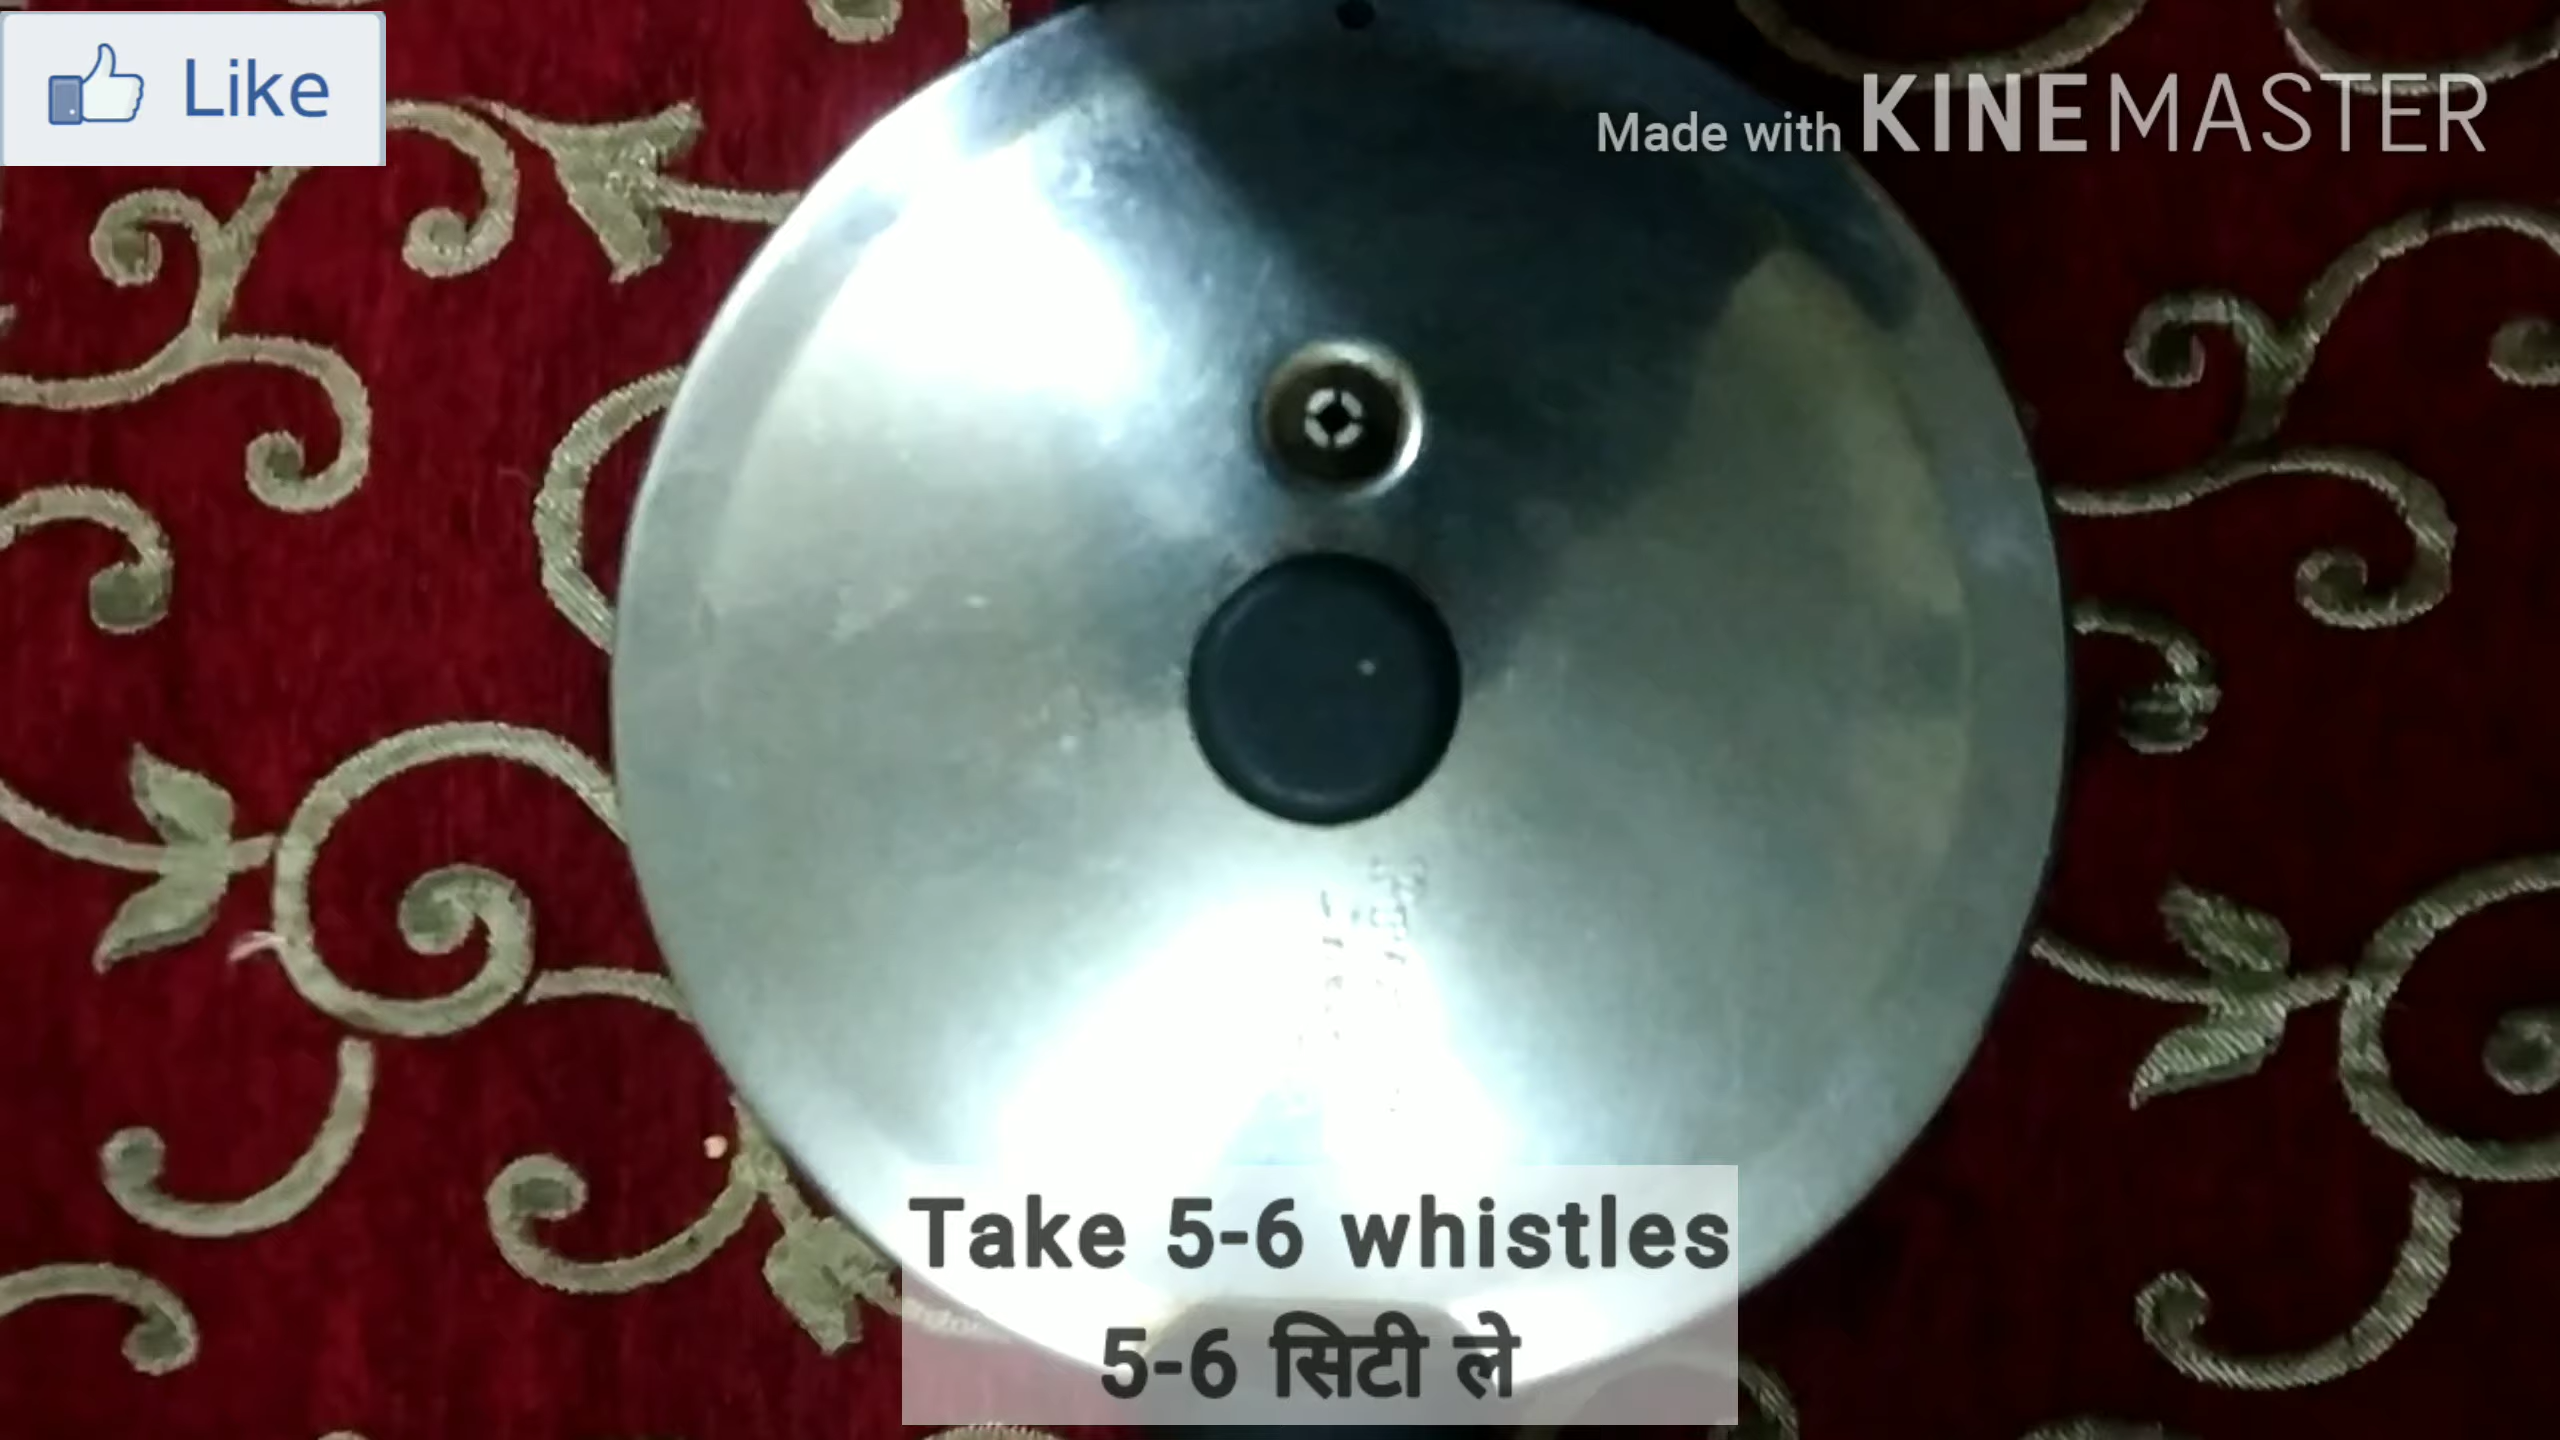 Like
Made with KINEMASTER
Take 5-6 whistles
5-6 सिटी ले